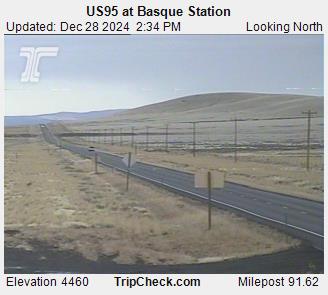 US95 at Basque Station
Updated: Dec 28 2024 2:34 PM Looking North
Elevation 4460 TripCheck.com Milepost 91.62